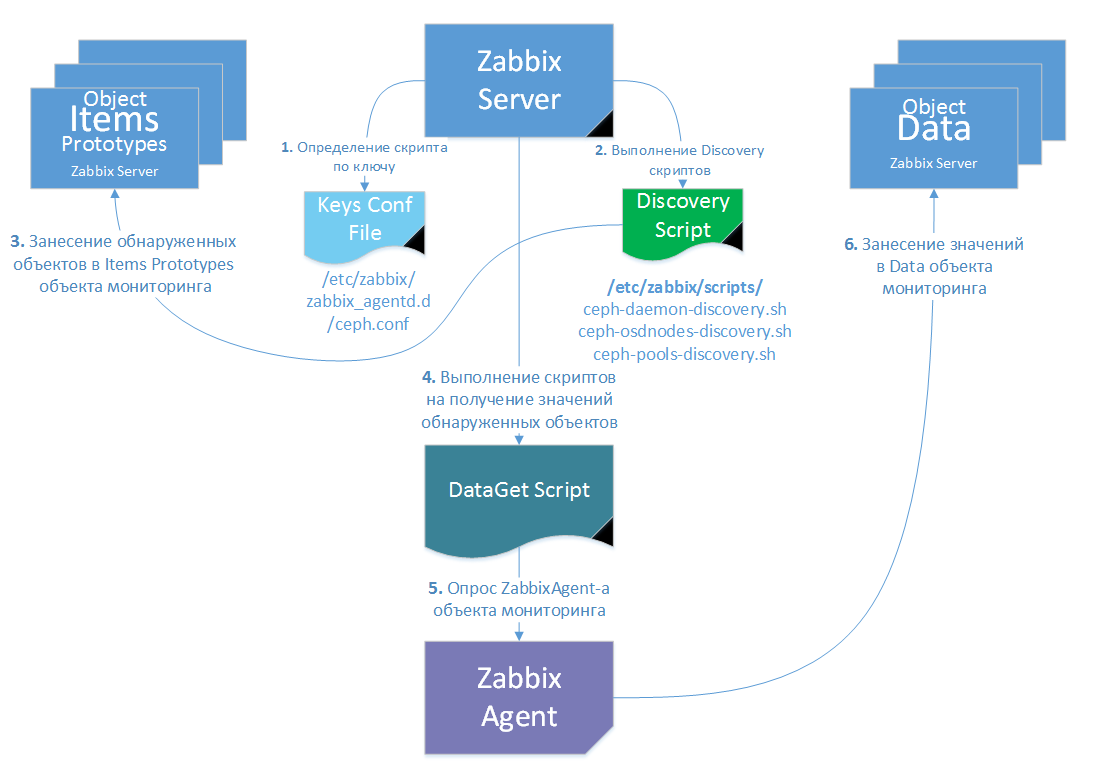 Zabbix
Server
Object
Items
Prototypes
Zabbix Server
Object
Data
Zabbix Server
1. Определение скрипта
по ключу
2. Выполнение Discovery
скриптов
Keys Conf
File
/etc/zabbix/
zabbix_agentd.d
/ceph.conf
Discovery
Script
/etc/zabbix/scripts/
ceph-daemon-discovery.sh
ceph-osdnodes-discovery.sh
ceph-pools-discovery.sh
3. Занесение обнаруженных
объектов в Items Prototypes
объекта мониторинга
6. Занесение значений
в Data объекта
мониторинга
4. Выполнение скриптов
на получение значений
обнаруженных объектов
DataGet Script
5. Опрос ZabbixAgent-а
объекта мониторинга
Zabbix
Agent